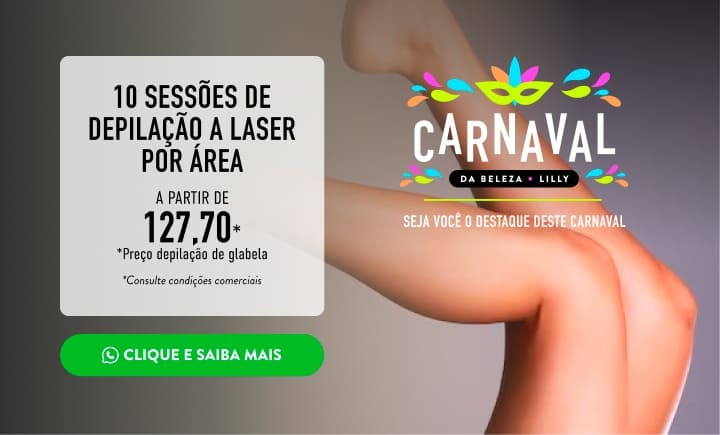 10 SESSÕES DE
DEPILAÇÃO A LASER
POR ÁREA
A PARTIR DE
127,70*
*Preço depilação de glabela
*Consulte condições comerciais
CLIQUE E SAIBA MAIS
CARNAVAL
DA BELEZA • LILLY
SEJA VOCÊ O DESTAQUE DESTE CARNAVAL